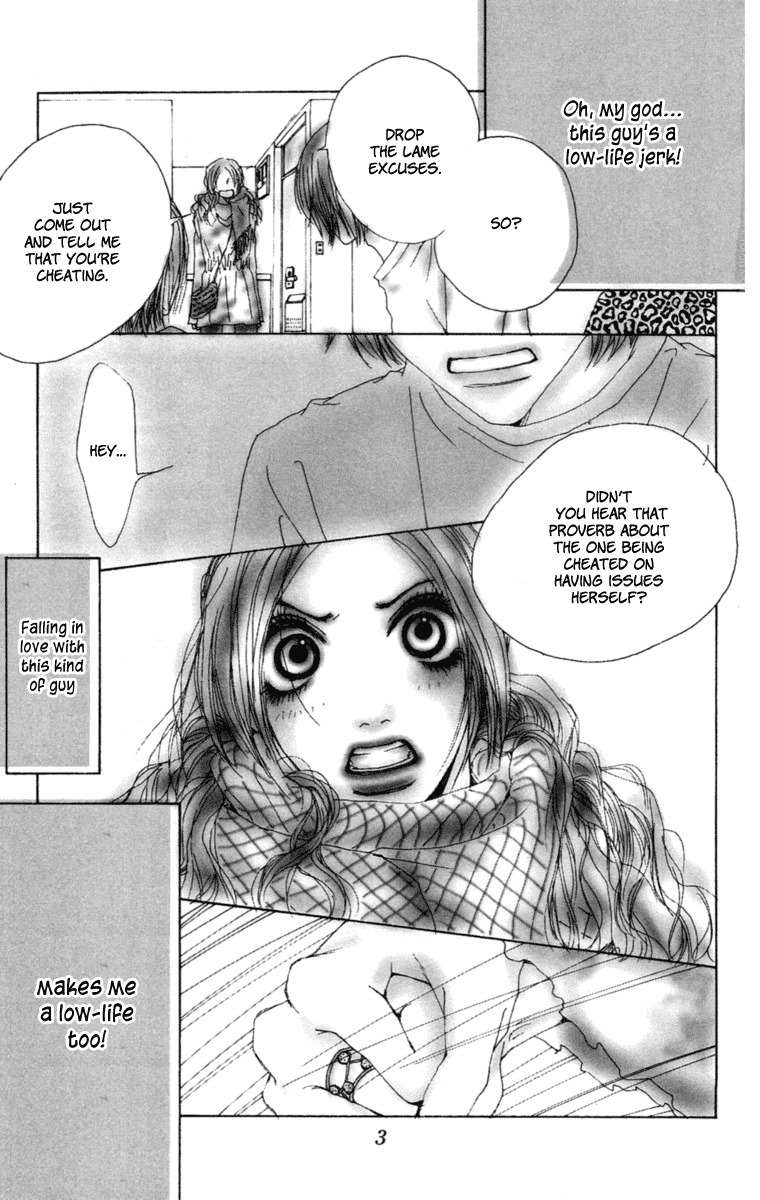 Oh, my god...
this guy's a
low-life jerk!
DROP
THE LAME
EXCUSES.
SO?
JUST
COME OUT
AND TELL ME
THAT YOU'RE
CHEATING.
HEY...
DIDN'T
YOU HEAR THAT
PROVERB ABOUT
THE ONE BEING
CHEATED ON
HAVING ISSUES
HERSELF?
Falling in
love with
this kind
of guy
makes me
a low-life
too!
3